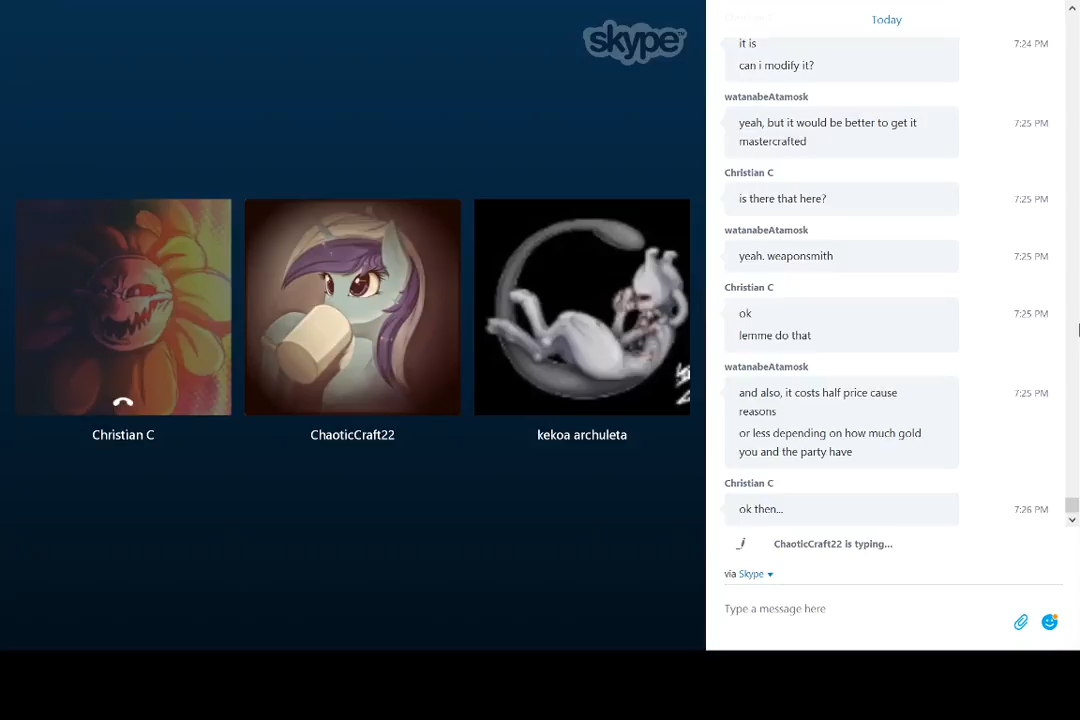 skype
Today
it is
7:24 PM
can i modify it?
watanabeAtamosk
yeah, but it would be better to get it
7:25 PM
mastercrafted
Christian C
is there that here?
7:25 PM
watanabeAtamosk
yeah. weaponsmith
7:25 PM
Christian C
ok
7:25 PM
lemme do that
watanabeAtamosk
and also, it costs half price cause
7:25 PM
reasons
or less depending on how much gold
you and the party have
Christian C
ok then...
7:26 PM
ChaoticCraft22 is typing...
via Skype
Type a message here
Christian C
ChaoticCraft22
kekoa archuleta